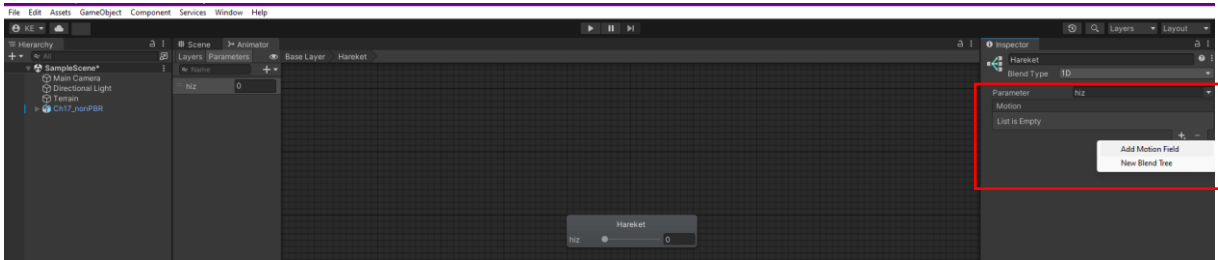 File Edit Assets GameObject Component Services Window Help
KE Layers Layout
Hierarchy Scene Animator Inspector
All Layers Parameters Base Layer Hareket Hareket
SampleScene* Name Blend Type 1D
Main Camera
Directional Light hiz 0
Terrain Parameter hiz
Ch17_nonPBR Motion
List is Empty
Add Motion Field
New Blend Tree
Hareket
hiz 0